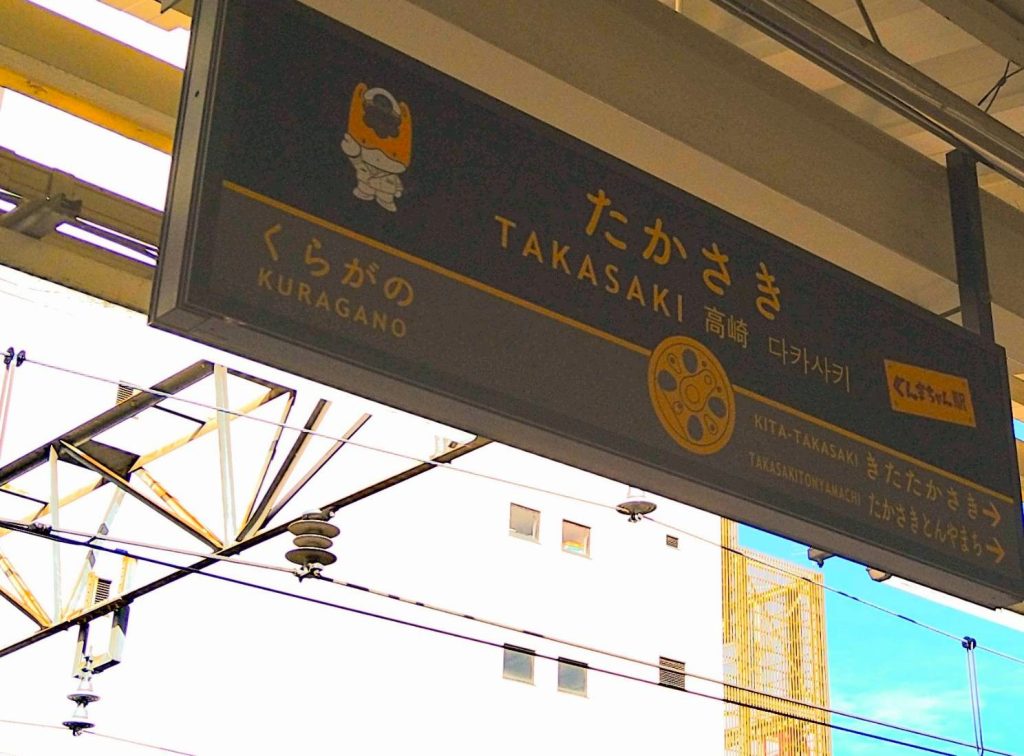 たかさき
TAKASAKI
高崎 다카사키
くらがの
KURAGANO
ぐんまちゃん駅
KITA-TAKASAKI きたたかさき→
TAKASAKITONYAMACHI たかさきとんやまち→